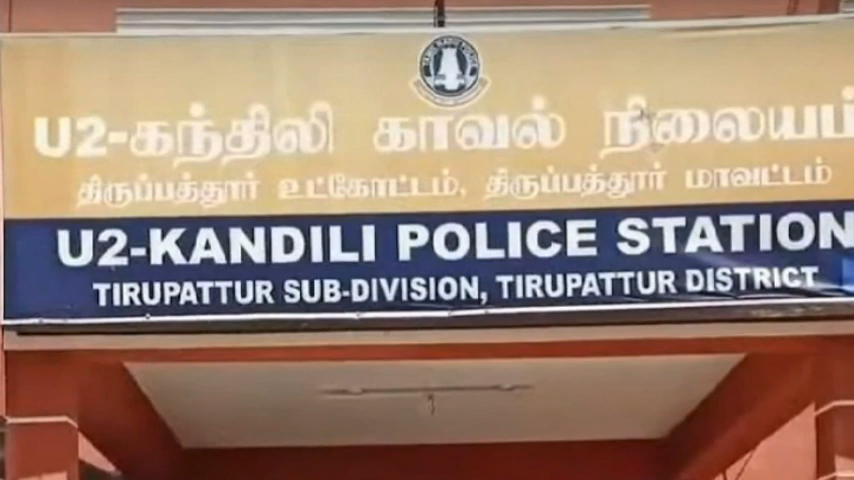 U2-கந்திலி காவல் நிலையம்
திருப்பத்தூர் உட்கோட்டம், திருப்பத்தூர் மாவட்டம்
U2-KANDILI POLICE STATION
TIRUPATTUR SUB-DIVISION, TIRUPATTUR DISTRICT